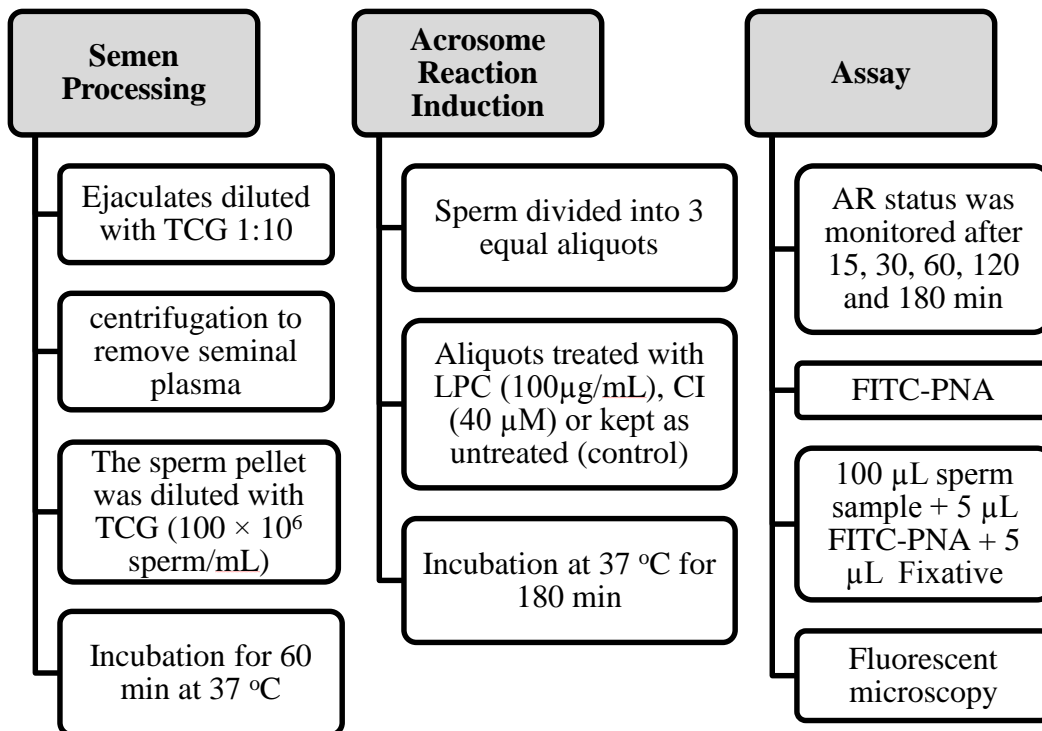 Semen
Processing
Ejaculates diluted
with TCG 1:10
centrifugation to
remove seminal
plasma
The sperm pellet
was diluted with
TCG (100 × 10⁶
sperm/mL)
Incubation for 60
min at 37 ºC
Acrosome
Reaction
Induction
Sperm divided into 3
equal aliquots
Aliquots treated with
LPC (100µg/mL), CI
(40 µM) or kept as
untreated (control)
Incubation at 37 ºC for
180 min
Assay
AR status was
monitored after
15, 30, 60, 120
and 180 min
FITC-PNA
100 µL sperm
sample + 5 µL
FITC-PNA + 5
µL Fixative
Fluorescent
microscopy